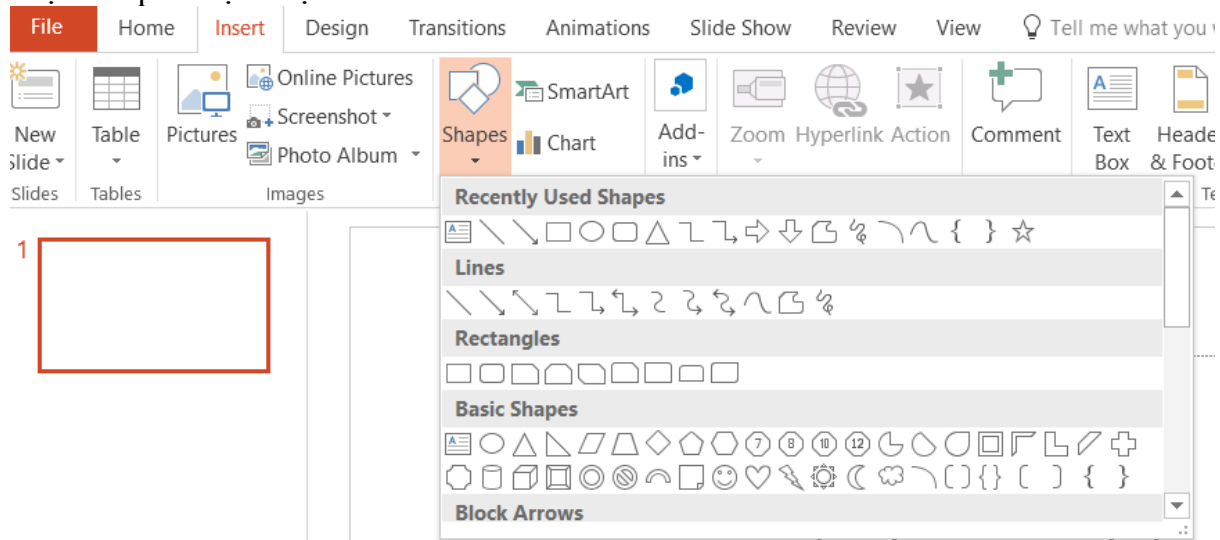 File Home Insert Design Transitions Animations Slide Show Review View Tell me what you
New Slide
Table
Pictures
Online Pictures
Screenshot
Photo Album
Shapes
SmartArt
Chart
Add-ins
Zoom Hyperlink Action
Comment
Text Box
Heade
& Foot
Slides Tables Images Te
Recently Used Shapes
Lines
Rectangles
Basic Shapes
7 8 10 12
Block Arrows
1